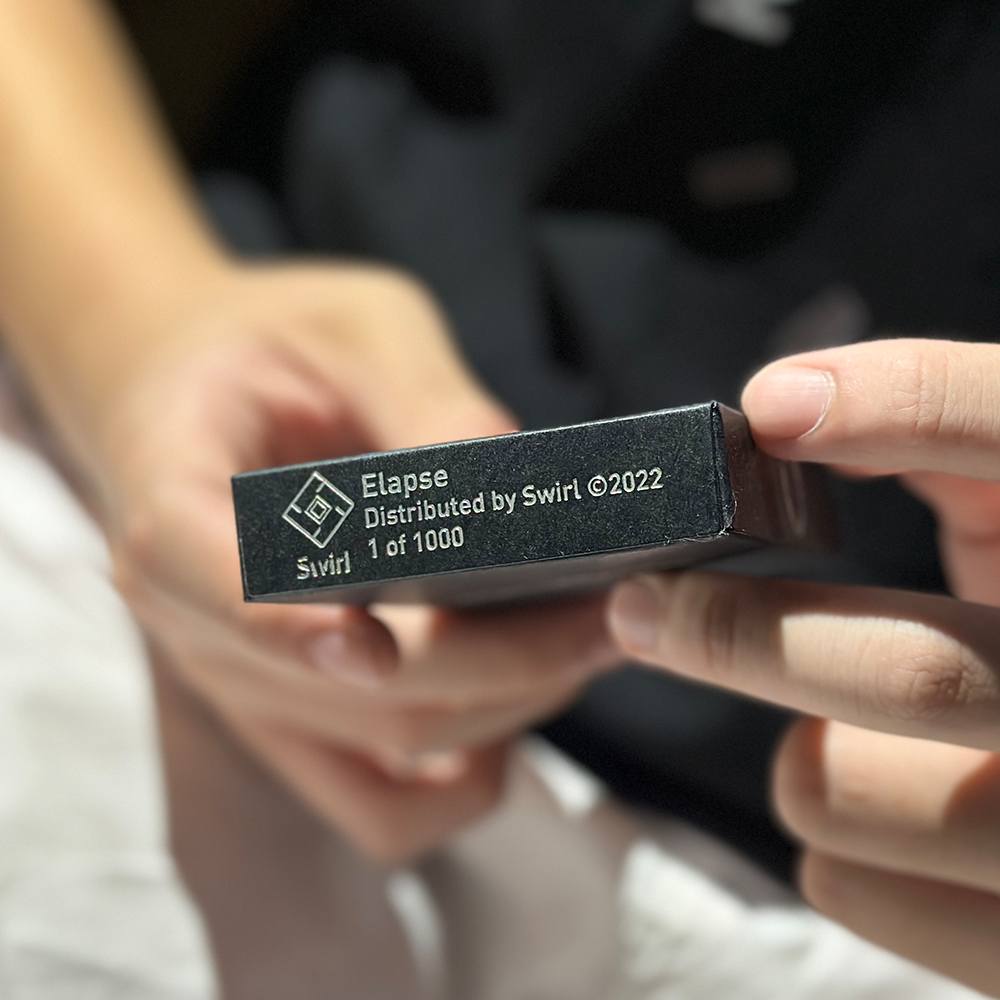 Elapse
Distributed by Swirl ©2022
1 of 1000
Swirl